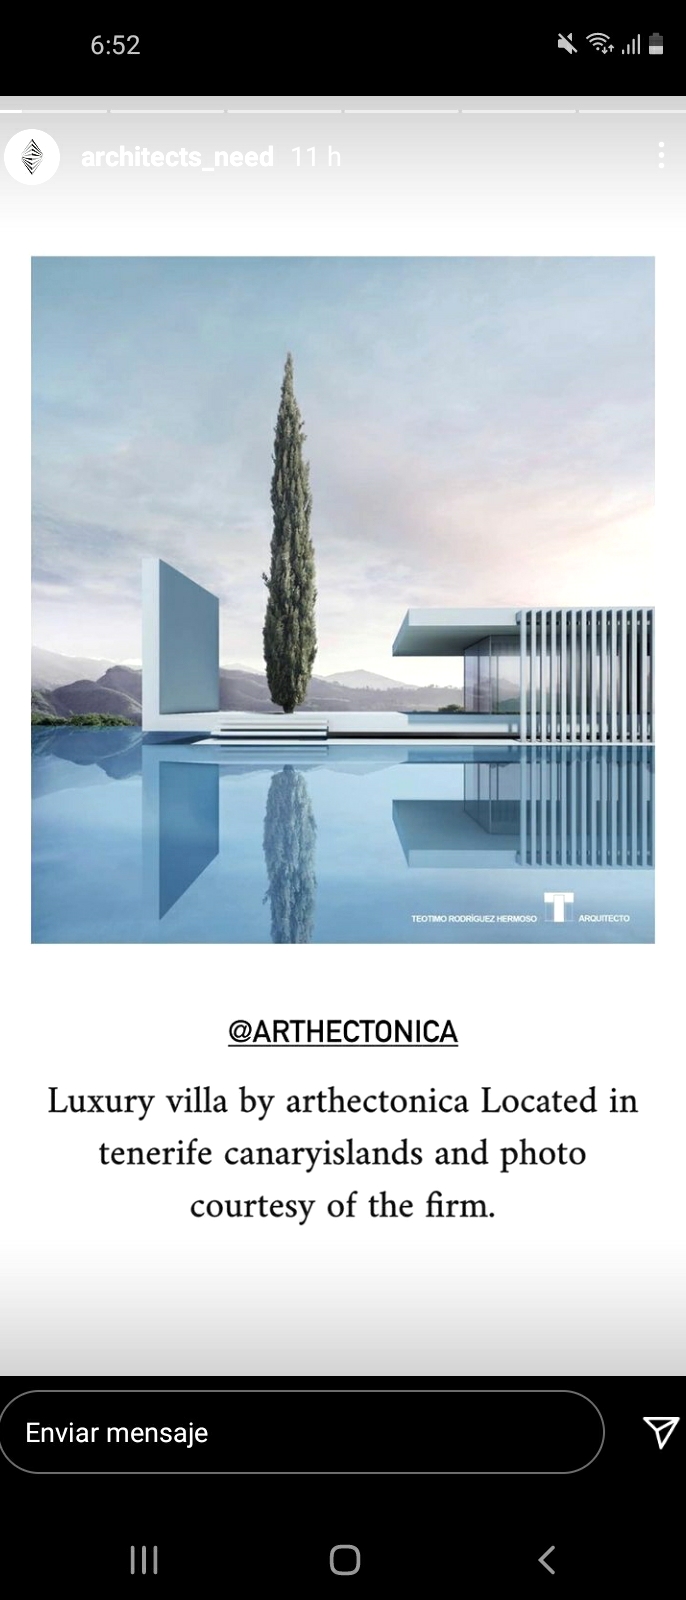 6:52
architects_need 11 h
TEOTIMO RODRÍGUEZ HERMOSO T ARQUITECTO
@ARTHECTONICA
Luxury villa by arthectonica Located in
tenerife canaryislands and photo
courtesy of the firm.
Enviar mensaje